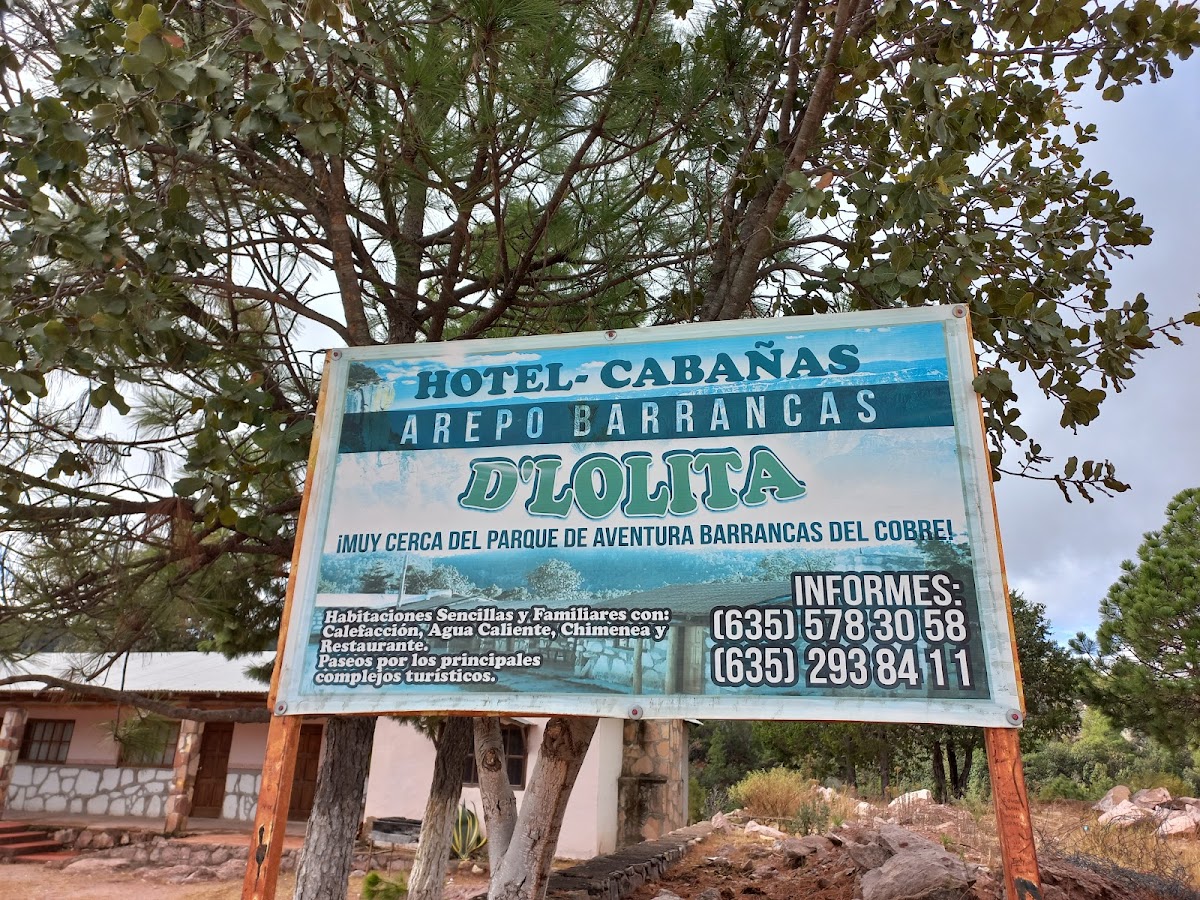 HOTEL- CABAÑAS
AREPO BARRANCAS
D'LOLITA
¡MUY CERCA DEL PARQUE DE AVENTURA BARRANCAS DEL COBRE!
Habitaciones Sencillas y Familiares con:
Calefacción, Agua Caliente, Chimenea y
Restaurante.
Paseos por los principales
complejos turísticos.
INFORMES:
(635) 578 30 58
(635) 293 84 11